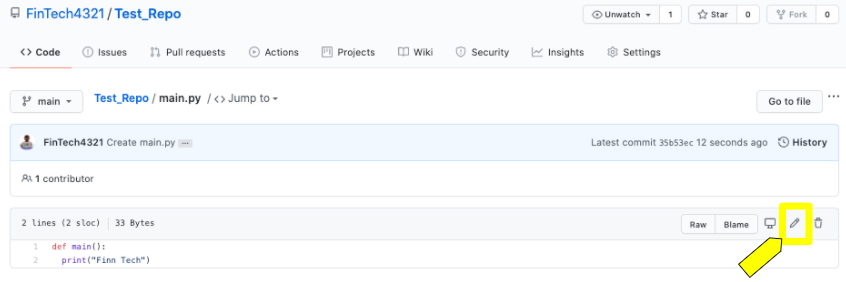 FinTech4321 / Test_Repo
Unwatch 1 Star 0 Fork 0
<> Code Issues Pull requests Actions Projects Wiki Security Insights Settings
main Test_Repo / main.py / <> Jump to Go to file ...
FinTech4321 Create main.py ... Latest commit 35b53ec 12 seconds ago History
1 contributor
2 lines (2 sloc) 33 Bytes Raw Blame
1 def main():
2 print("Finn Tech")